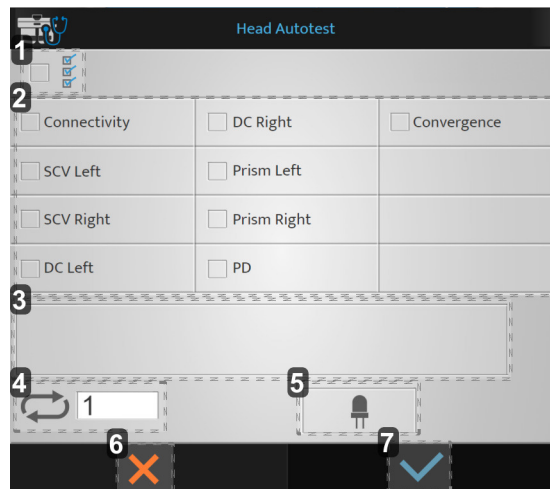 Head Autotest
1
2
Connectivity DC Right Convergence
SCV Left Prism Left
SCV Right Prism Right
DC Left PD
3
4 5
1
6 7